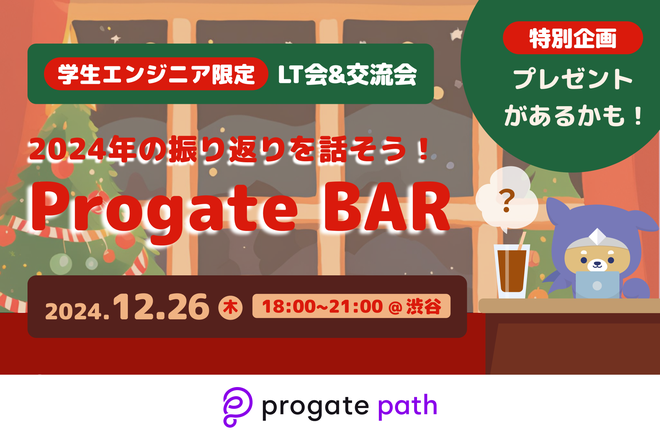 学生エンジニア限定 LT会&交流会
特別企画
プレゼント
があるかも！
2024年の振り返りを話そう！
Progate BAR
?
2024.12.26 木 18:00~21:00 @ 渋谷
progate path